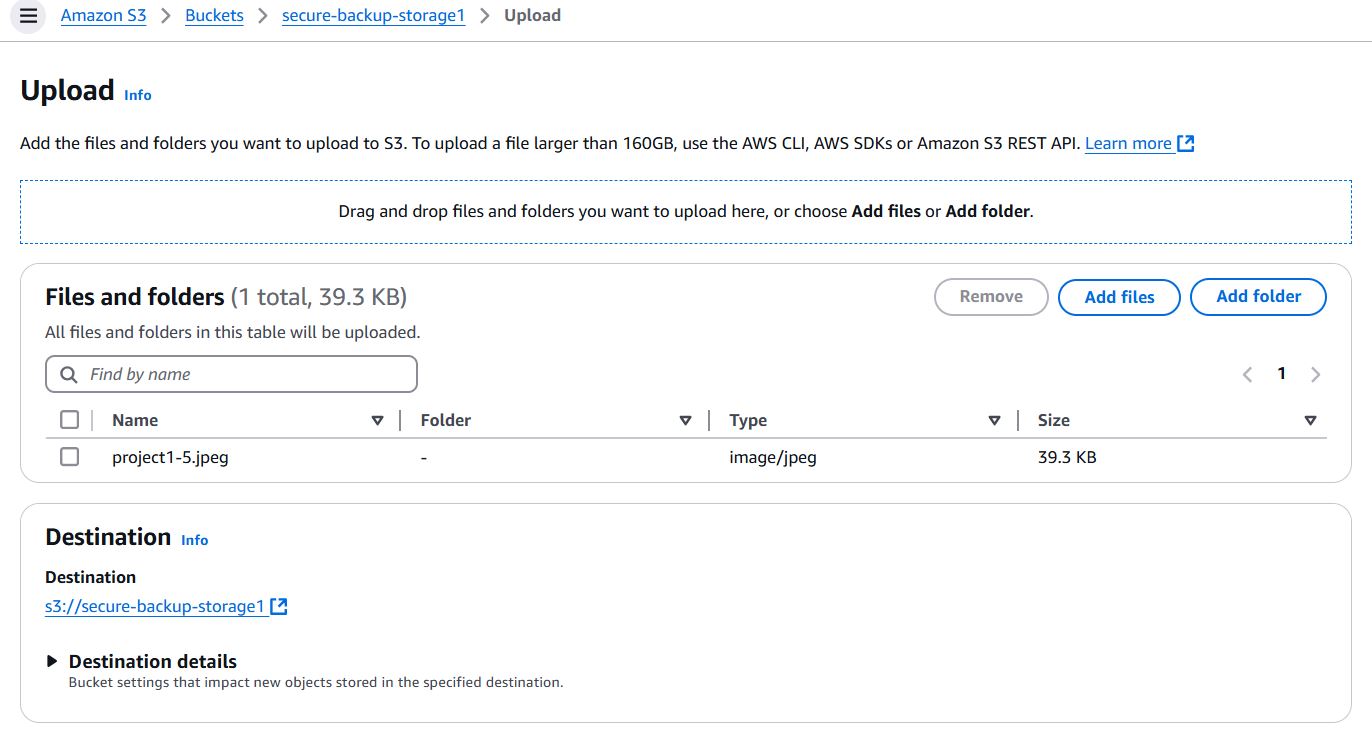 Amazon S3 > Buckets > secure-backup-storage1 > Upload
Upload Info
Add the files and folders you want to upload to S3. To upload a file larger than 160GB, use the AWS CLI, AWS SDKs or Amazon S3 REST API. Learn more
Drag and drop files and folders you want to upload here, or choose Add files or Add folder.
Files and folders (1 total, 39.3 KB) Remove Add files Add folder
All files and folders in this table will be uploaded.
Find by name < 1 >
Name Folder Type Size
project1-5.jpeg - image/jpeg 39.3 KB
Destination Info
Destination
s3://secure-backup-storage1
Destination details
Bucket settings that impact new objects stored in the specified destination.